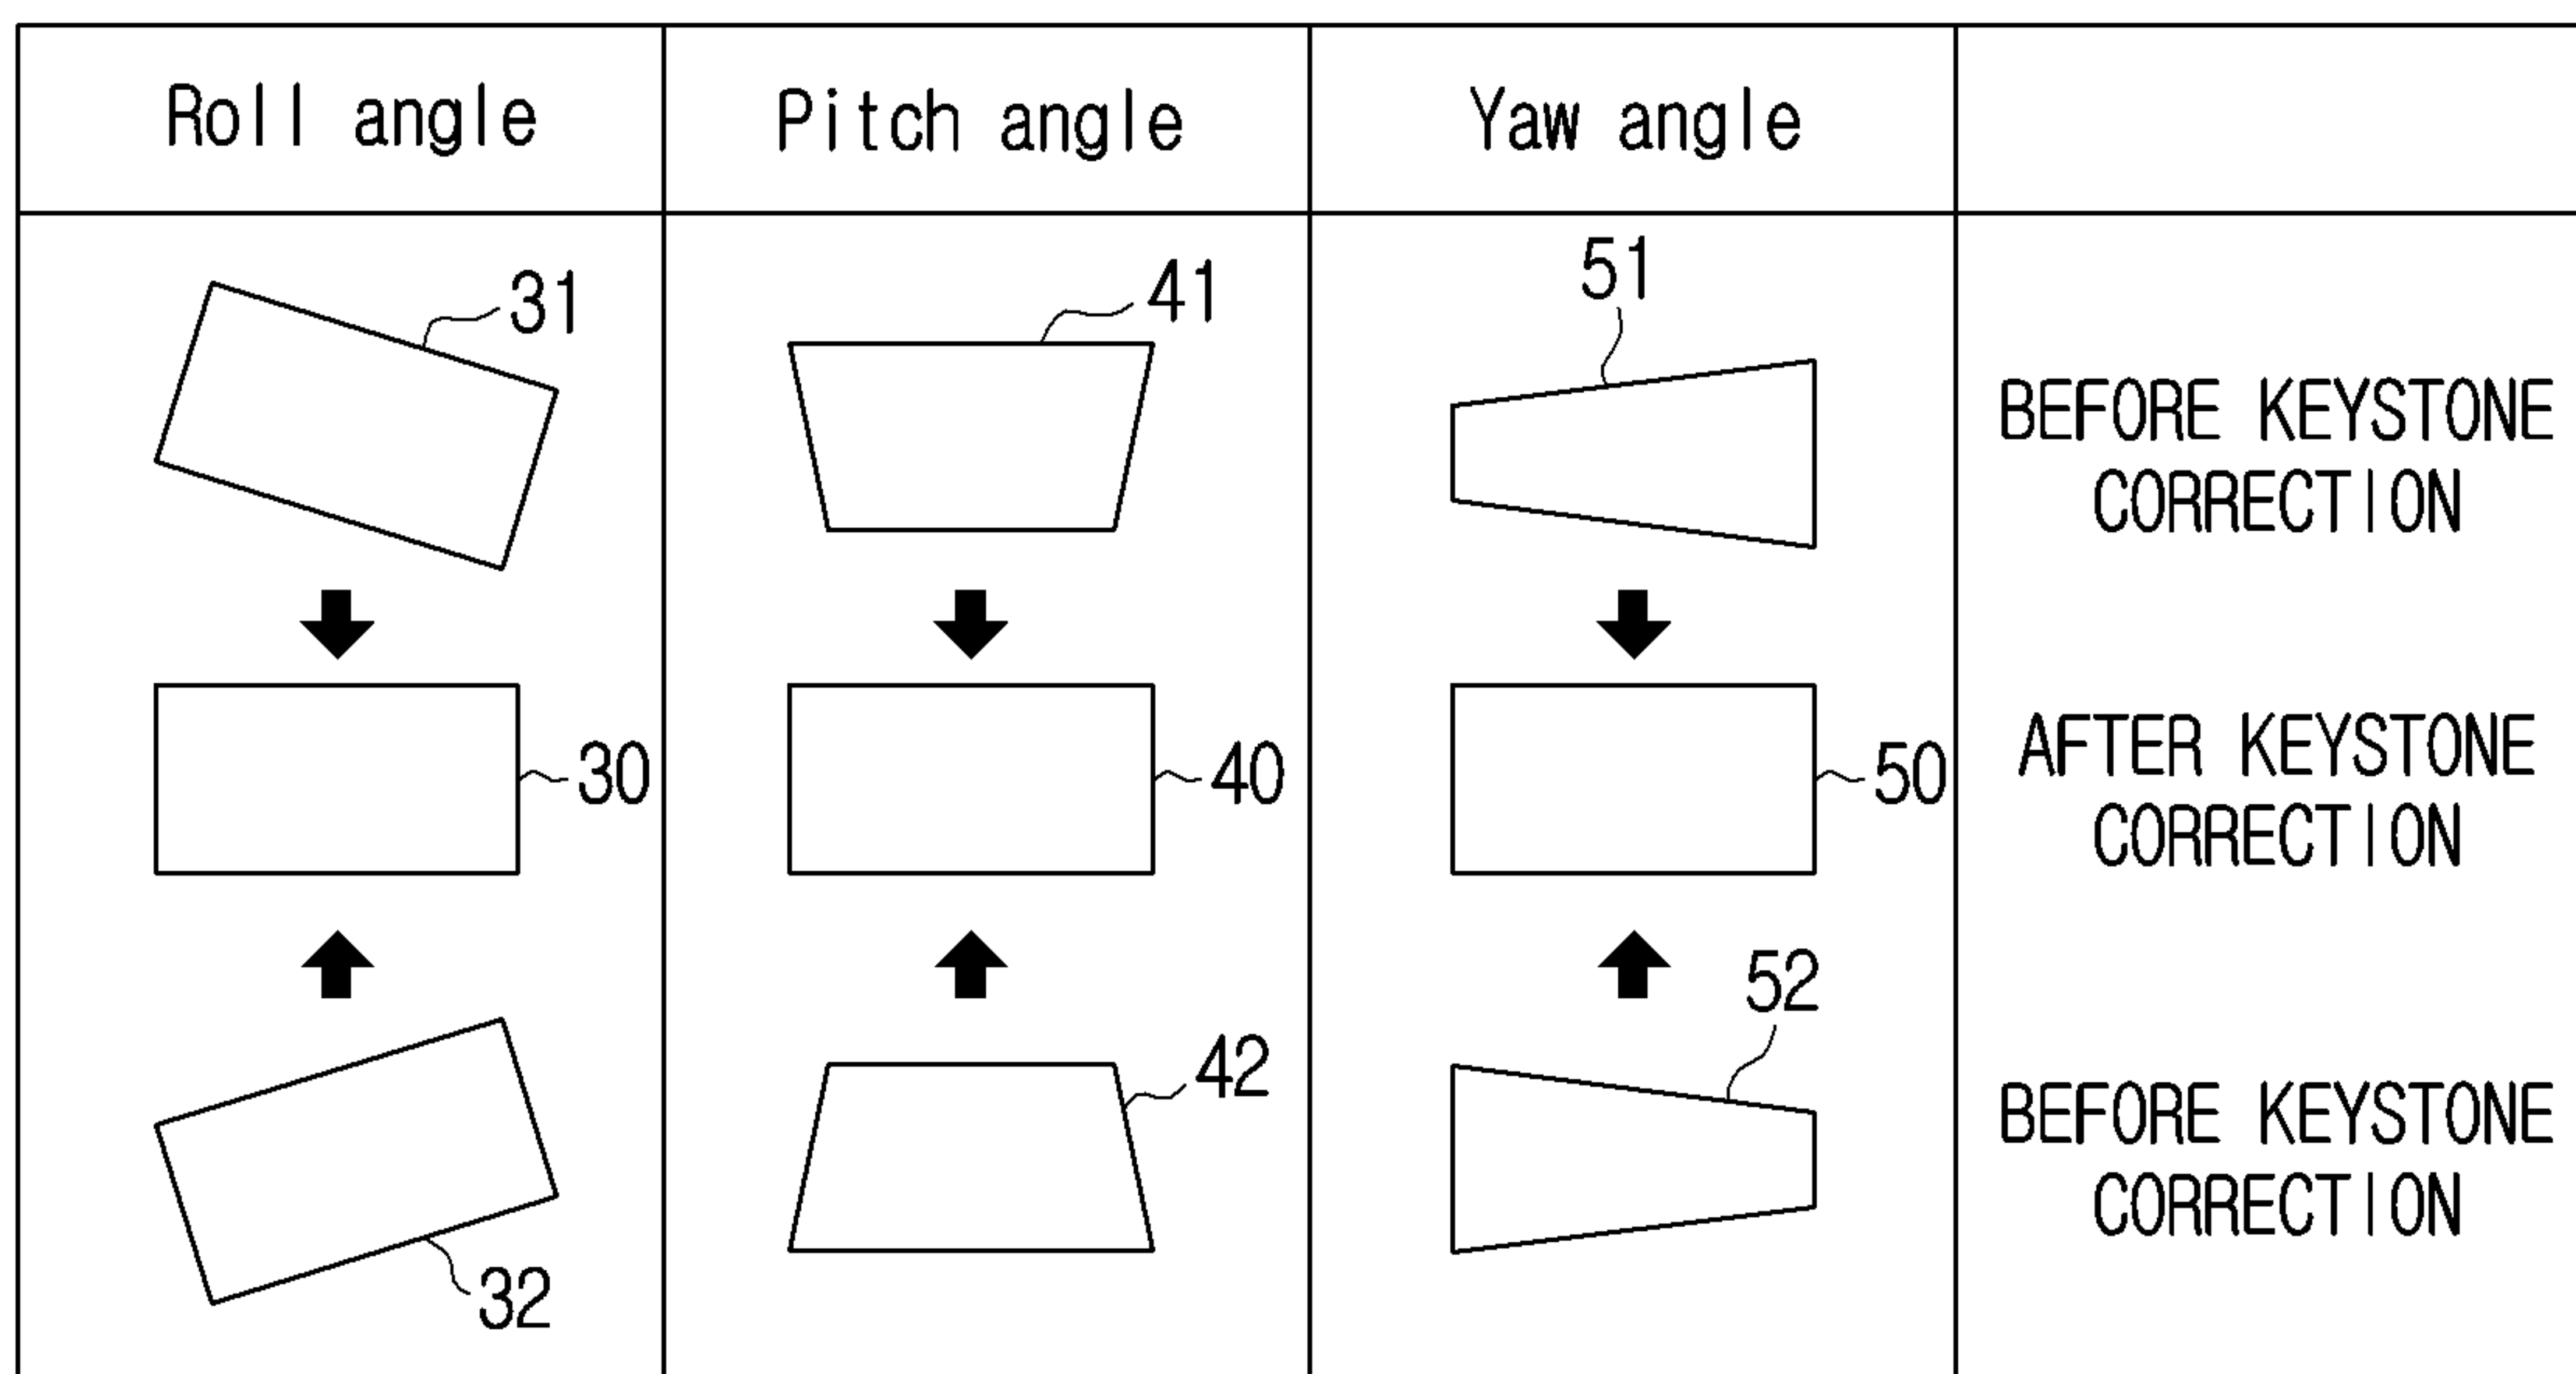 Roll angle
Pitch angle
Yaw angle
31
41
51
BEFORE KEYSTONE
CORRECTION
30
40
50
AFTER KEYSTONE
CORRECTION
32
42
52
BEFORE KEYSTONE
CORRECTION